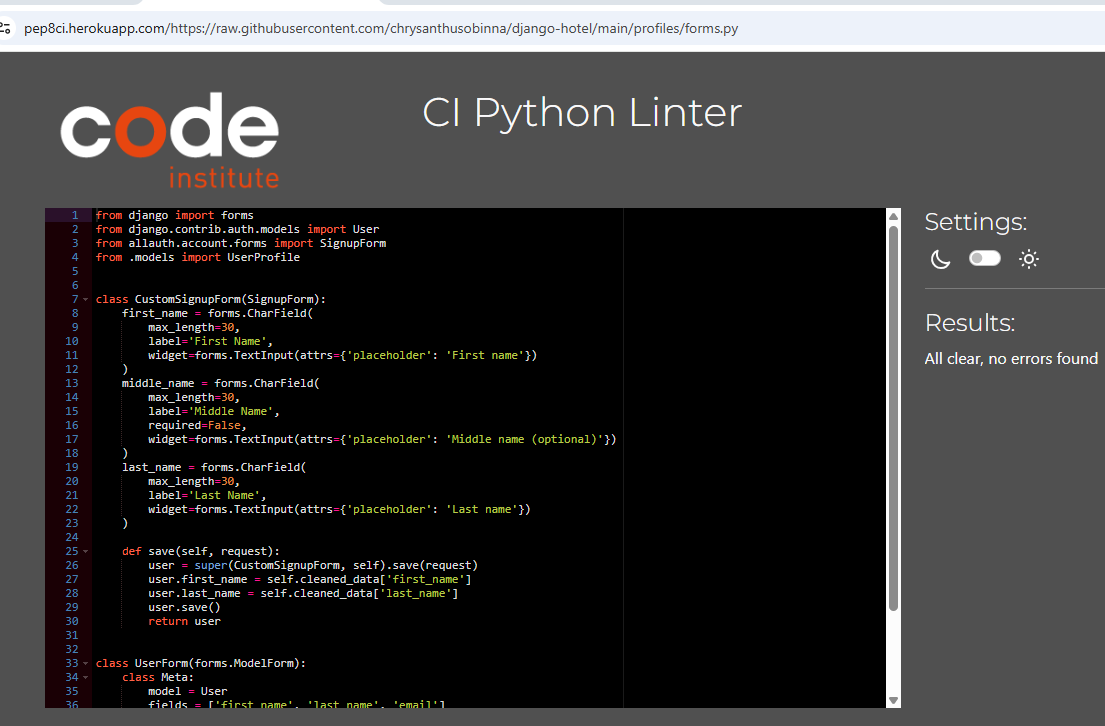 pep8ci.herokuapp.com/https://raw.githubusercontent.com/chrysanthusobinna/django-hotel/main/profiles/forms.py
code
institute
CI Python Linter
1 from django import forms
2 from django.contrib.auth.models import User
3 from allauth.account.forms import SignupForm
4 from .models import UserProfile
5
6
7 class CustomSignupForm(SignupForm):
8     first_name = forms.CharField(
9         max_length=30,
10         label='First Name',
11         widget=forms.TextInput(attrs={'placeholder': 'First name'})
12     )
13     middle_name = forms.CharField(
14         max_length=30,
15         label='Middle Name',
16         required=False,
17         widget=forms.TextInput(attrs={'placeholder': 'Middle name (optional)'})
18     )
19     last_name = forms.CharField(
20         max_length=30,
21         label='Last Name',
22         widget=forms.TextInput(attrs={'placeholder': 'Last name'})
23     )
24
25     def save(self, request):
26         user = super(CustomSignupForm, self).save(request)
27         user.first_name = self.cleaned_data['first_name']
28         user.last_name = self.cleaned_data['last_name']
29         user.save()
30         return user
31
32
33 class UserForm(forms.ModelForm):
34     class Meta:
35         model = User
36         fields = ['first_name', 'last_name', 'email']
Settings:
Results:
All clear, no errors found